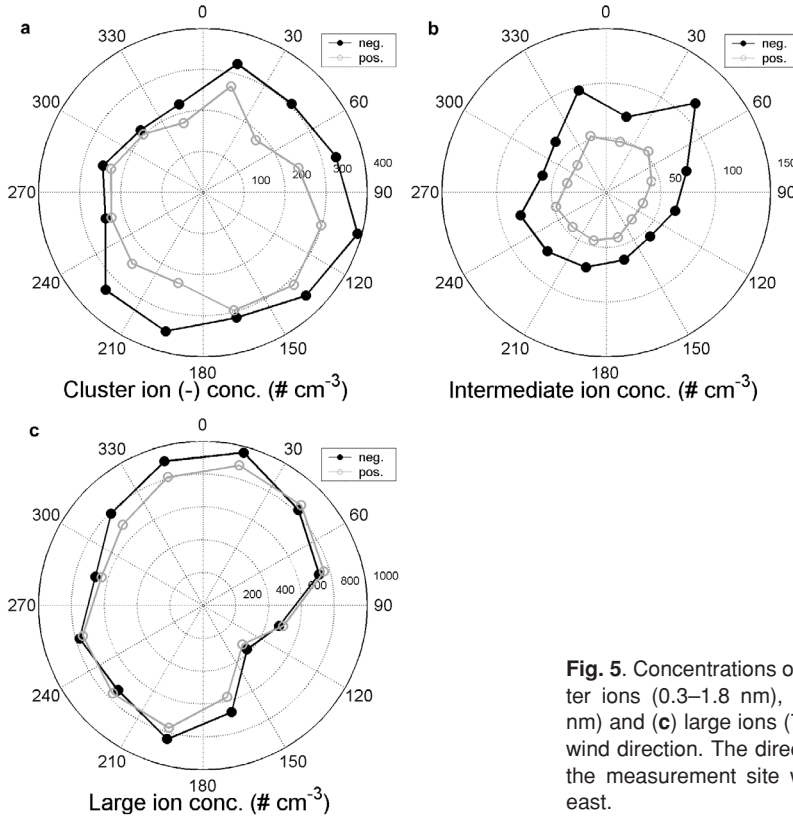 a
0
30
60
90
120
150
180
210
240
270
300
330
100
200
300
400
neg.
pos.
Cluster ion (-) conc. (# cm-3)
b
0
30
60
90
120
150
180
210
240
270
300
330
50
100
150
neg.
pos.
Intermediate ion conc. (# cm-3)
c
0
30
60
90
120
150
180
210
240
270
300
330
200
400
600
800
1000
neg.
pos.
Large ion conc. (# cm-3)
Fig. 5. Concentrations o
ter ions (0.3–1.8 nm),
nm) and (c) large ions (
wind direction. The direc
the measurement site
east.